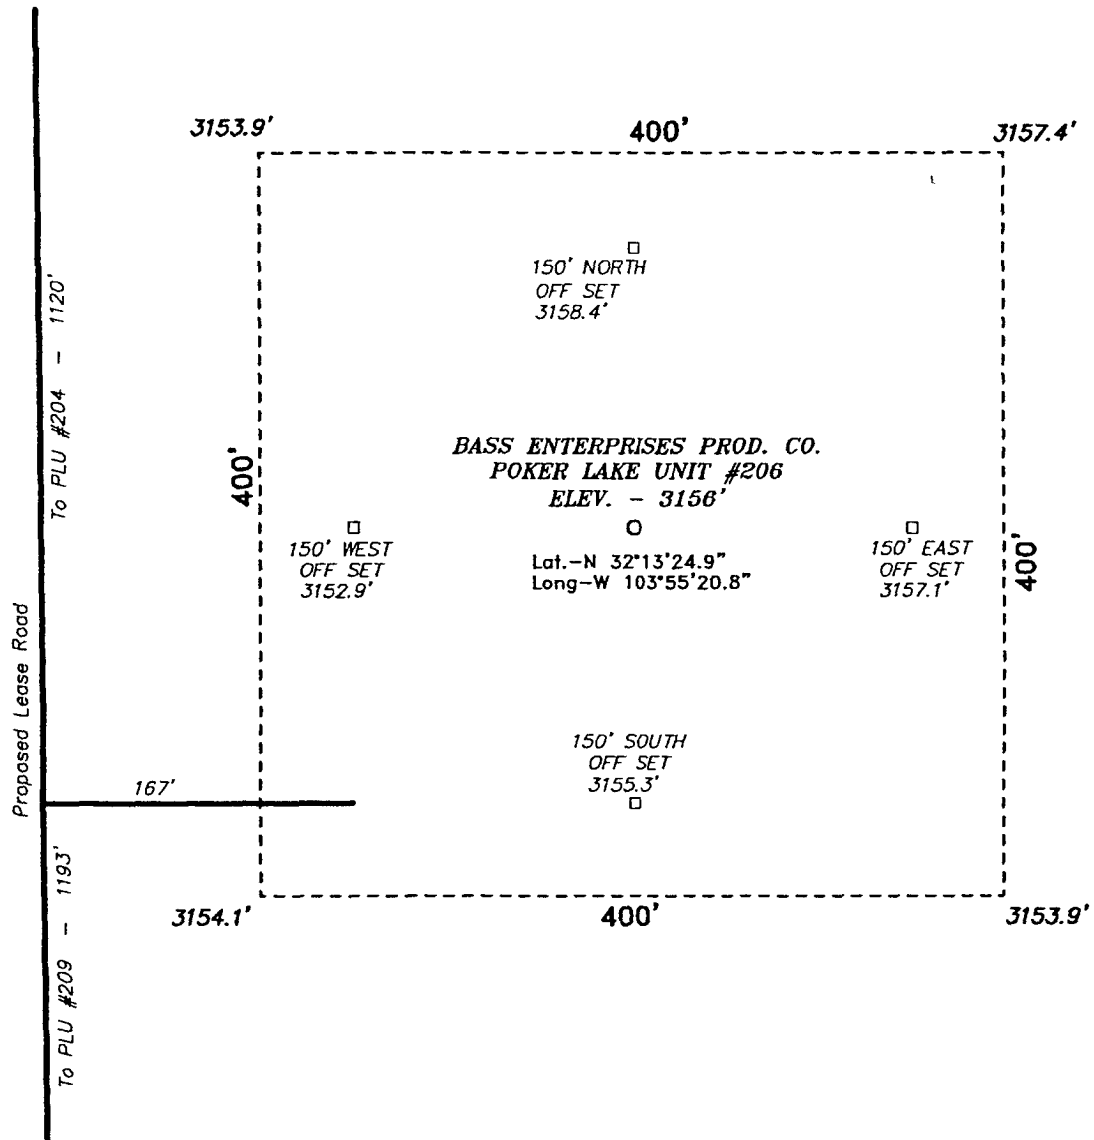 3153.9' 400' 3157.4'
150' NORTH
OFF SET
3158.4'
To PLU #204 - 1120'
400'
BASS ENTERPRISES PROD. CO.
POKER LAKE UNIT #206
ELEV. - 3156'
150' WEST
OFF SET
3152.9'
Lat.-N 32°13'24.9"
Long-W 103°55'20.8"
150' EAST
OFF SET
3157.1'
400'
Proposed Lease Road
150' SOUTH
OFF SET
3155.3'
167'
3154.1' 400' 3153.9'
To PLU #209 - 1193'